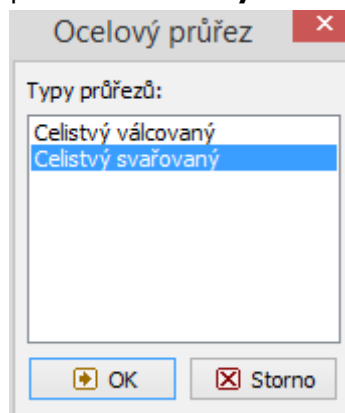 Ocelový průřez
Typy průřezů:
Celistvý válcovaný
Celistvý svařovaný
OK
Storno